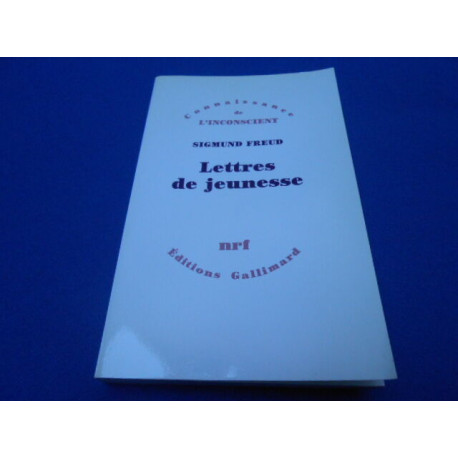 Connaissance
de
L'INCONSCIENT
SIGMUND FREUD
Lettres
de jeunesse
nrf
Éditions Gallimard